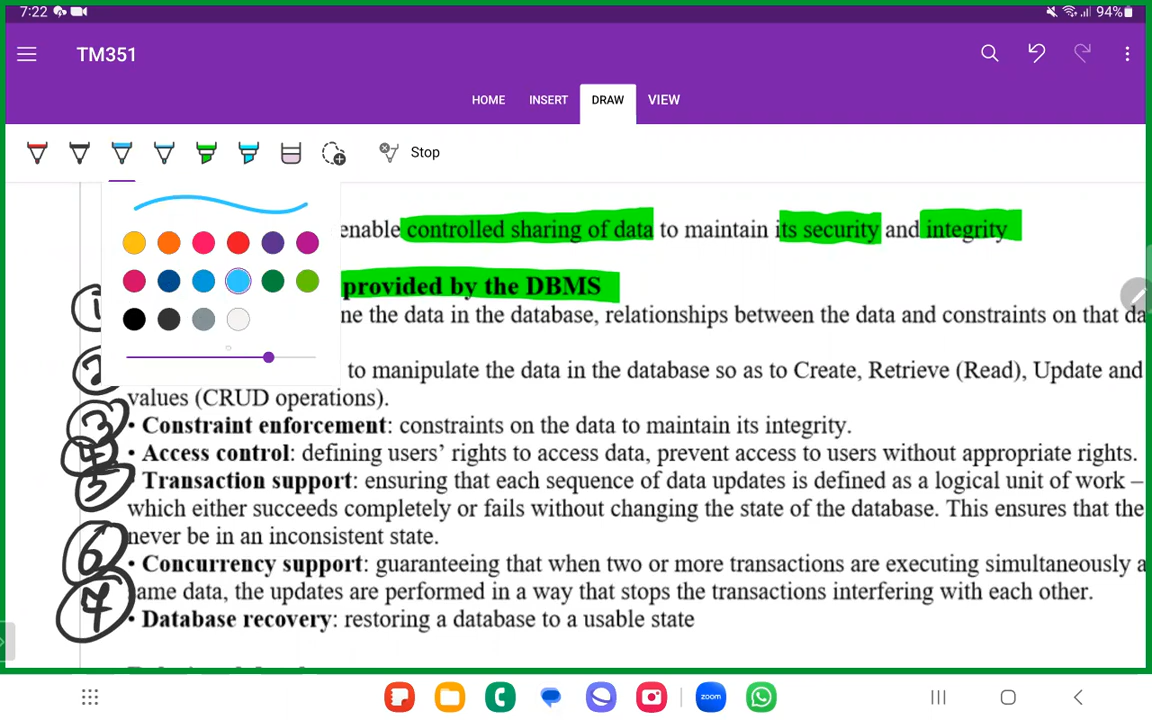 7:22 94%
TM351
HOME INSERT DRAW VIEW
Stop
enable controlled sharing of data to maintain its security and integrity
provided by the DBMS
1 ne the data in the database, relationships between the data and constraints on that da
2 to manipulate the data in the database so as to Create, Retrieve (Read), Update and
values (CRUD operations).
3 • Constraint enforcement: constraints on the data to maintain its integrity.
4 • Access control: defining users’ rights to access data, prevent access to users without appropriate rights.
5 • Transaction support: ensuring that each sequence of data updates is defined as a logical unit of work –
which either succeeds completely or fails without changing the state of the database. This ensures that the
never be in an inconsistent state.
6 • Concurrency support: guaranteeing that when two or more transactions are executing simultaneously a
ame data, the updates are performed in a way that stops the transactions interfering with each other.
7 • Database recovery: restoring a database to a usable state
zoom